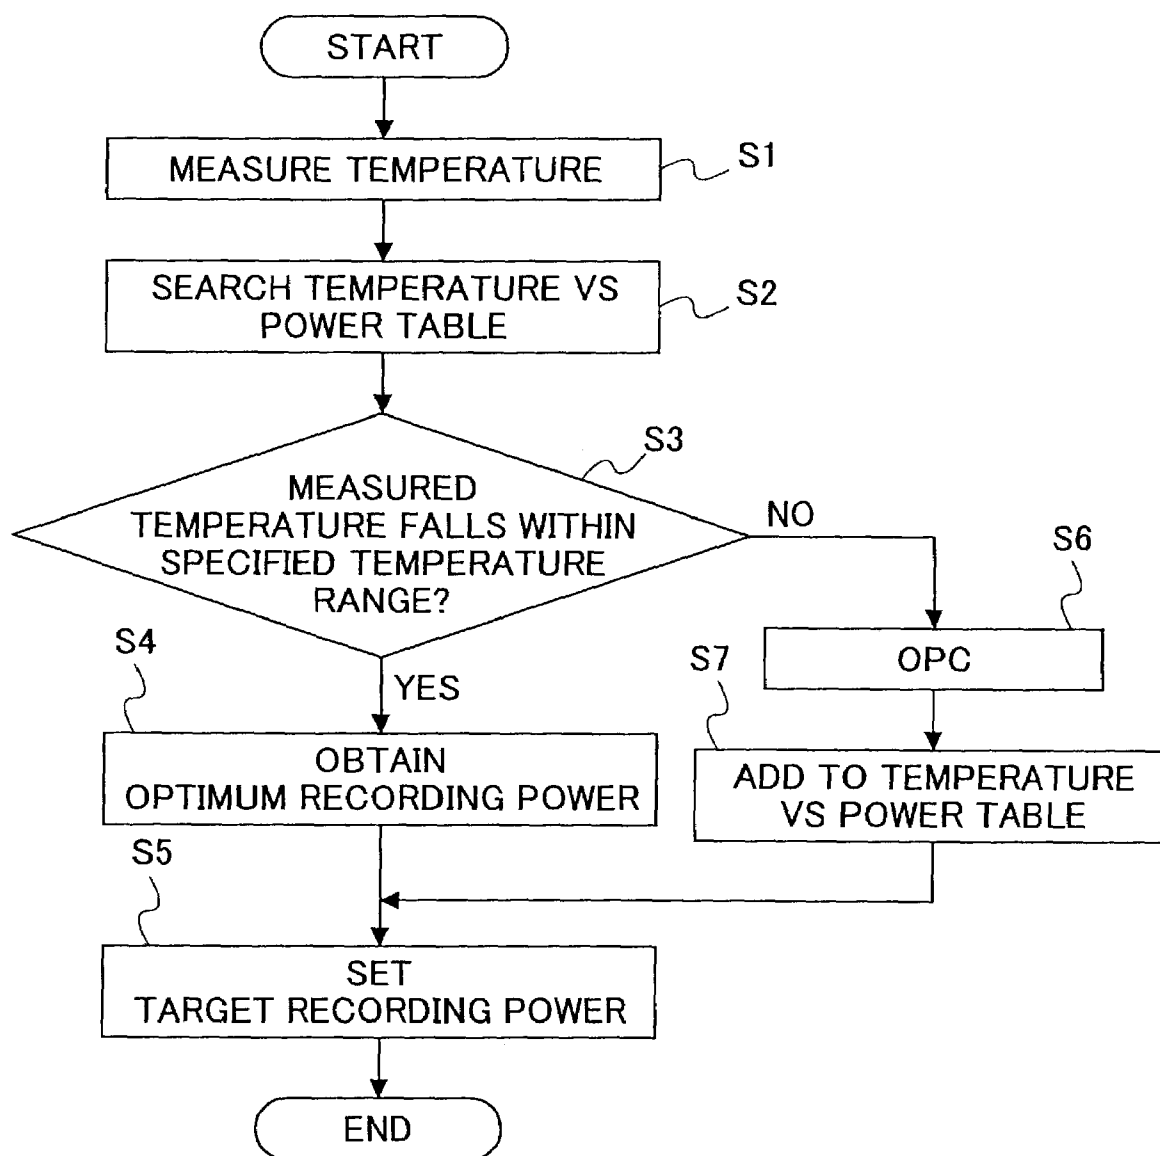 START
MEASURE TEMPERATURE
S1
SEARCH TEMPERATURE VS
POWER TABLE
S2
S3
MEASURED
TEMPERATURE FALLS WITHIN
SPECIFIED TEMPERATURE
RANGE?
NO
S6
OPC
S4
YES
S7
OBTAIN
OPTIMUM RECORDING POWER
ADD TO TEMPERATURE
VS POWER TABLE
S5
SET
TARGET RECORDING POWER
END